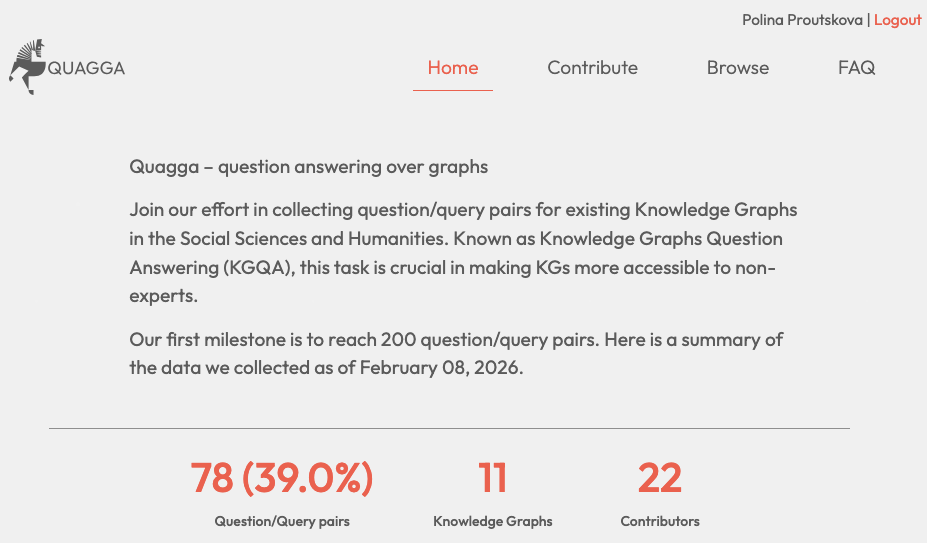 Polina Proutskova | Logout
QUAGGA
Home Contribute Browse FAQ
Quagga – question answering over graphs
Join our effort in collecting question/query pairs for existing Knowledge Graphs
in the Social Sciences and Humanities. Known as Knowledge Graphs Question
Answering (KGQA), this task is crucial in making KGs more accessible to non-
experts.
Our first milestone is to reach 200 question/query pairs. Here is a summary of
the data we collected as of February 08, 2026.
78 (39.0%) 11 22
Question/Query pairs Knowledge Graphs Contributors